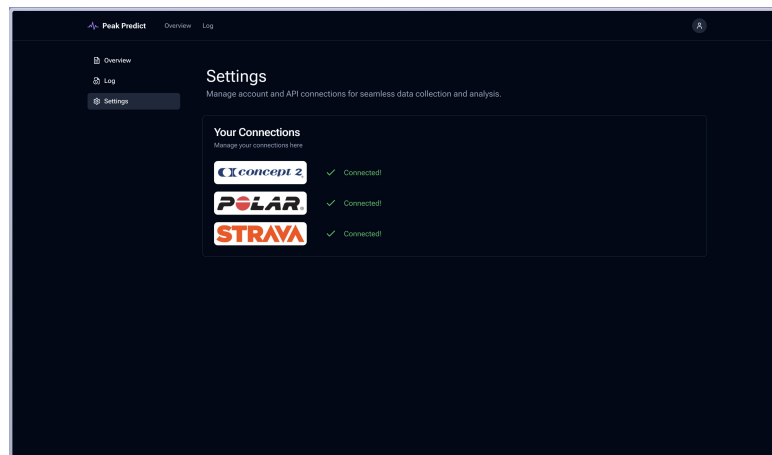 Peak Predict Overview Log
Overview
Log
Settings
Settings
Manage account and API connections for seamless data collection and analysis.
Your Connections
Manage your connections here
concept 2 Connected!
POLAR Connected!
STRAVA Connected!